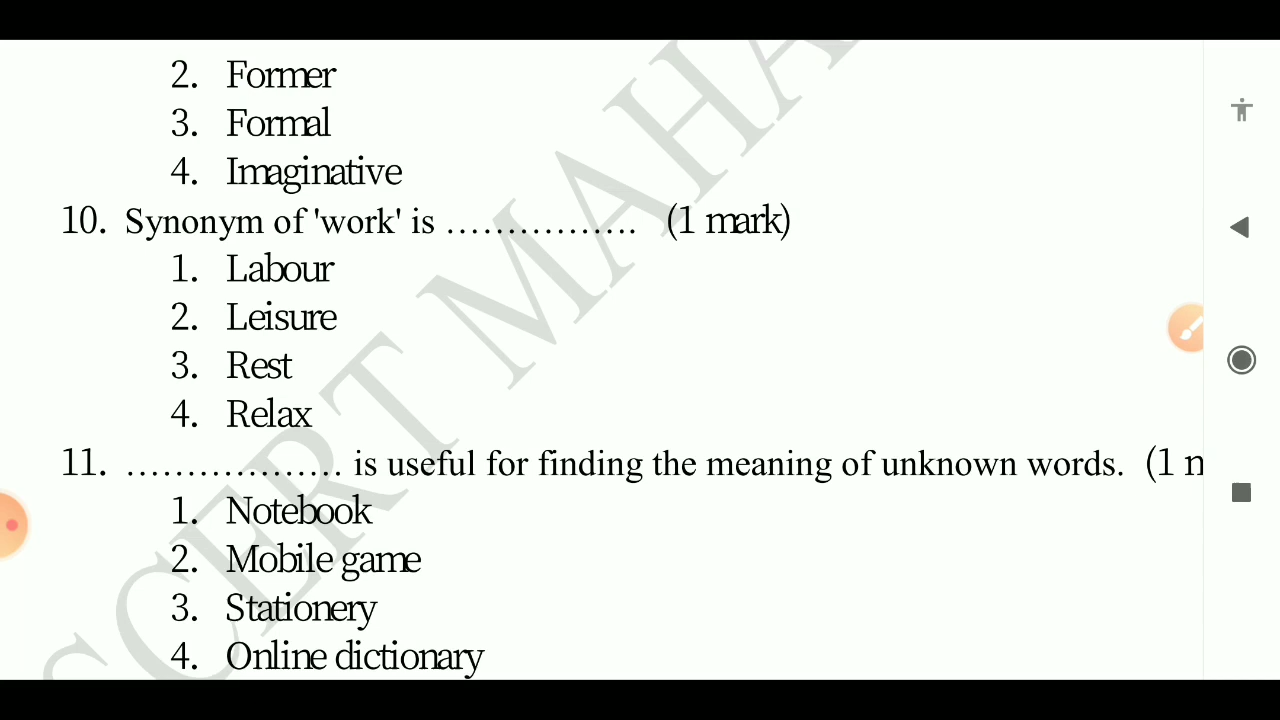 2. Former
3. Formal
4. Imaginative
10. Synonym of 'work' is ................ (1 mark)
1. Labour
2. Leisure
3. Rest
4. Relax
11. .................. is useful for finding the meaning of unknown words. (1 m
1. Notebook
2. Mobile game
3. Stationery
4. Online dictionary
SCERT MAHA